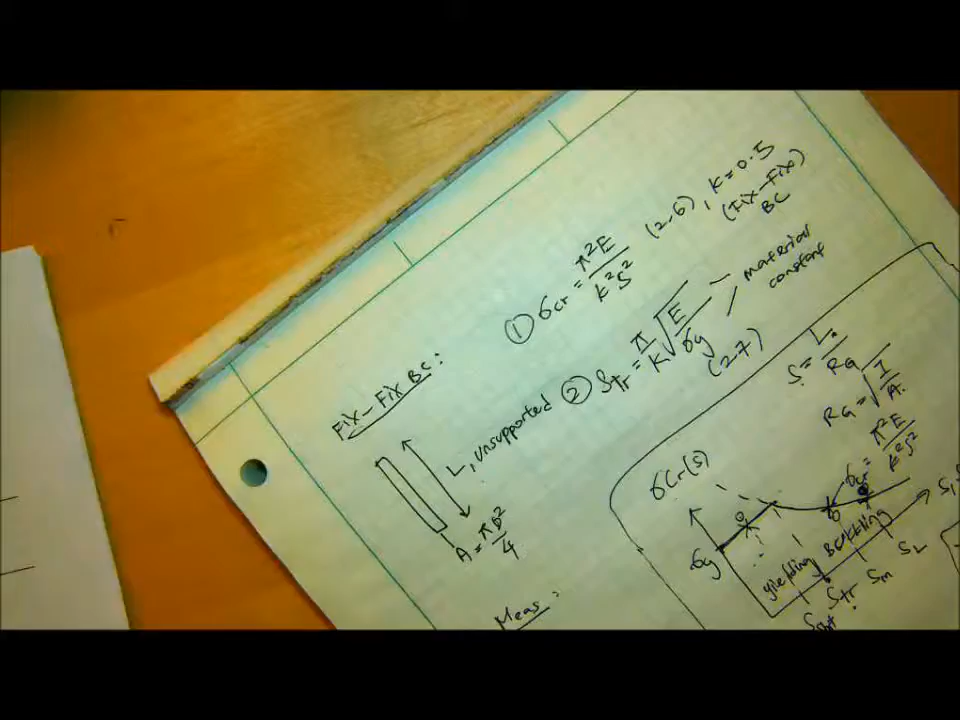 Fix-Fix BC:
① σcr = π²E / k²S² (2.6), K=0.5
(Fix-Fix)
BC
② Str = π/K √(E/σy) material
constant
(2.7)
L, unsupported
A = πD²/4
Meas:
S = L / RG
RG = √(I/A)
σcr(S)
σcr = π²E / k²S²
σy
yielding
Buckling
Str
Sm
SL